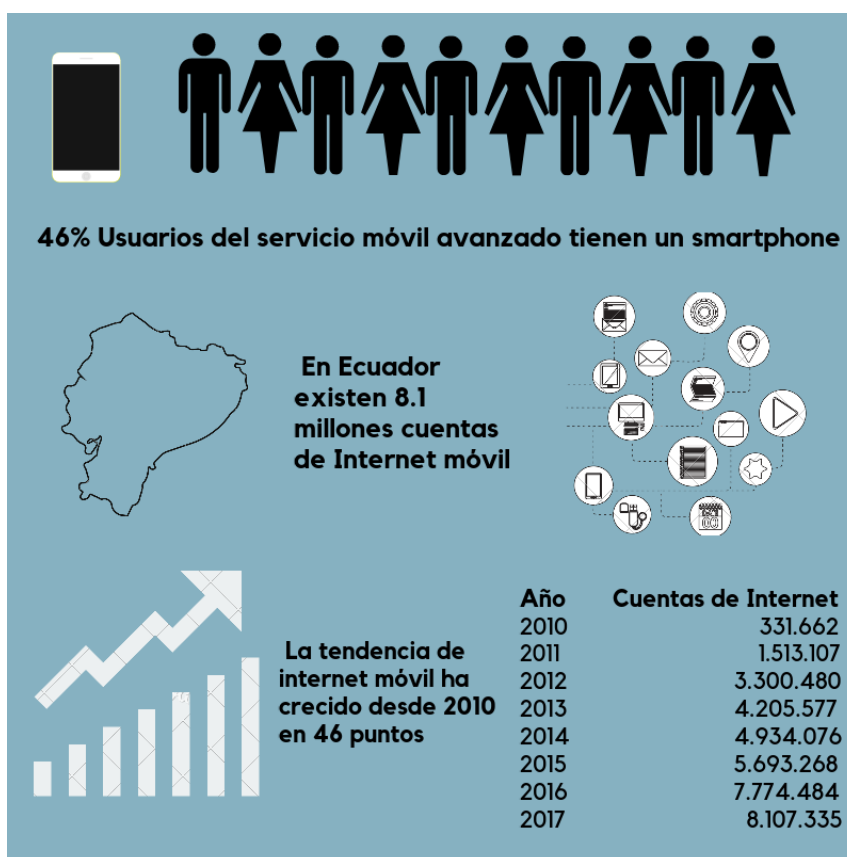 46% Usuarios del servicio móvil avanzado tienen un smartphone
En Ecuador
existen 8.1
millones cuentas
de Internet móvil
La tendencia de
internet móvil ha
crecido desde 2010
en 46 puntos
Año Cuentas de Internet
2010 331.662
2011 1.513.107
2012 3.300.480
2013 4.205.577
2014 4.934.076
2015 5.693.268
2016 7.774.484
2017 8.107.335